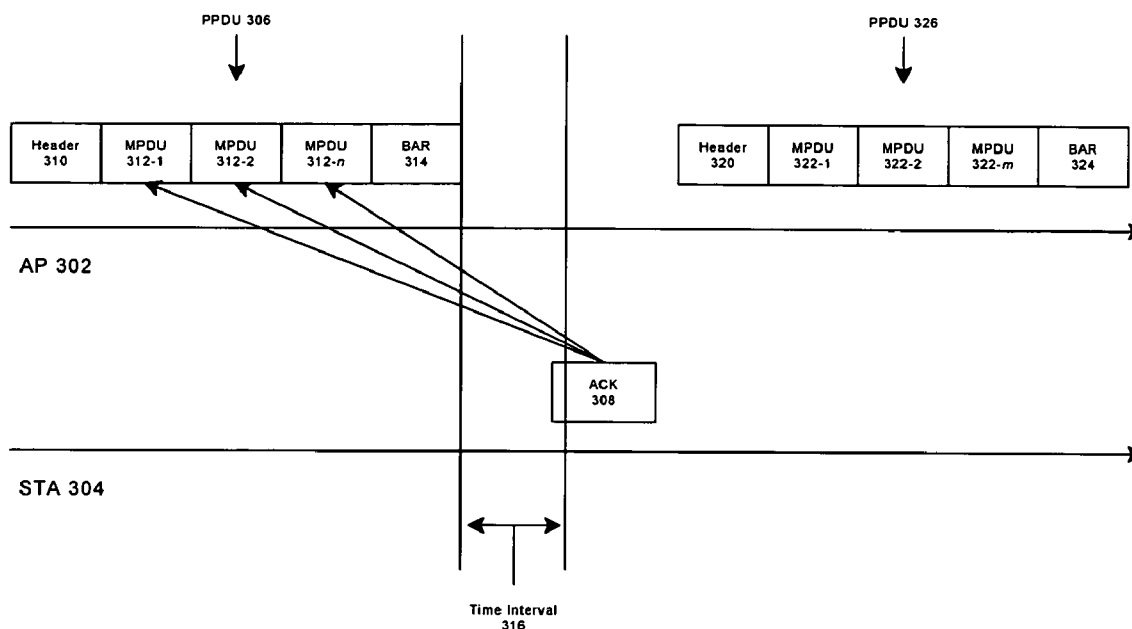 PPDU 306
PPDU 326
Header
310
MPDU
312-1
MPDU
312-2
MPDU
312-n
BAR
314
Header
320
MPDU
322-1
MPDU
322-2
MPDU
322-m
BAR
324
AP 302
ACK
308
STA 304
Time Interval
316